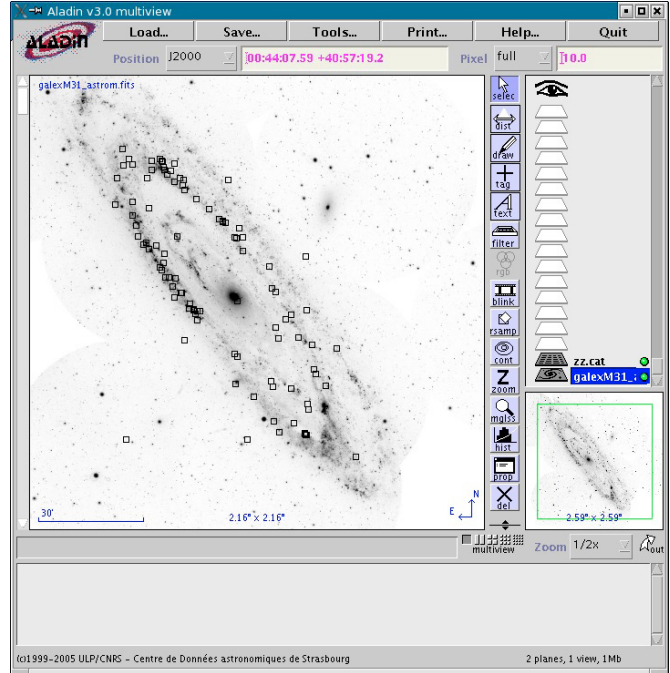 Aladin v3.0 multiview
ALADIN Load... Save... Tools... Print... Help... Quit
Position J2000 00:44:07.59 +40:57:19.2 Pixel full 10.0
galexM31_astrom.fits
selec
dist
draw
tag
text
filter
rgb
blink
rsamp
cont
Z
zoom
mglss
hist
prop
del
zz.cat
galexM31_a
30'
2.16° x 2.16°
N
E
2.59° x 2.59°
multiview Zoom 1/2x out
(c)1999-2005 ULP/CNRS - Centre de Données astronomiques de Strasbourg 2 planes, 1 view, 1Mb